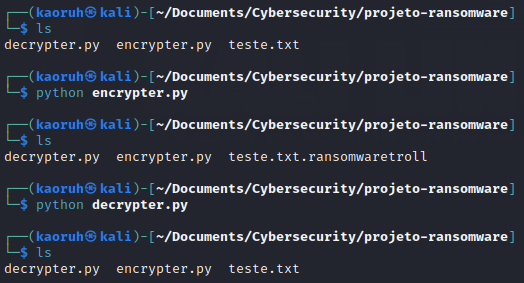 ┌──(kaoruh㉿kali)-[~/Documents/Cybersecurity/projeto-ransomware]
└─$ ls
decrypter.py  encrypter.py  teste.txt
┌──(kaoruh㉿kali)-[~/Documents/Cybersecurity/projeto-ransomware]
└─$ python encrypter.py
┌──(kaoruh㉿kali)-[~/Documents/Cybersecurity/projeto-ransomware]
└─$ ls
decrypter.py  encrypter.py  teste.txt.ransomwaretroll
┌──(kaoruh㉿kali)-[~/Documents/Cybersecurity/projeto-ransomware]
└─$ python decrypter.py
┌──(kaoruh㉿kali)-[~/Documents/Cybersecurity/projeto-ransomware]
└─$ ls
decrypter.py  encrypter.py  teste.txt